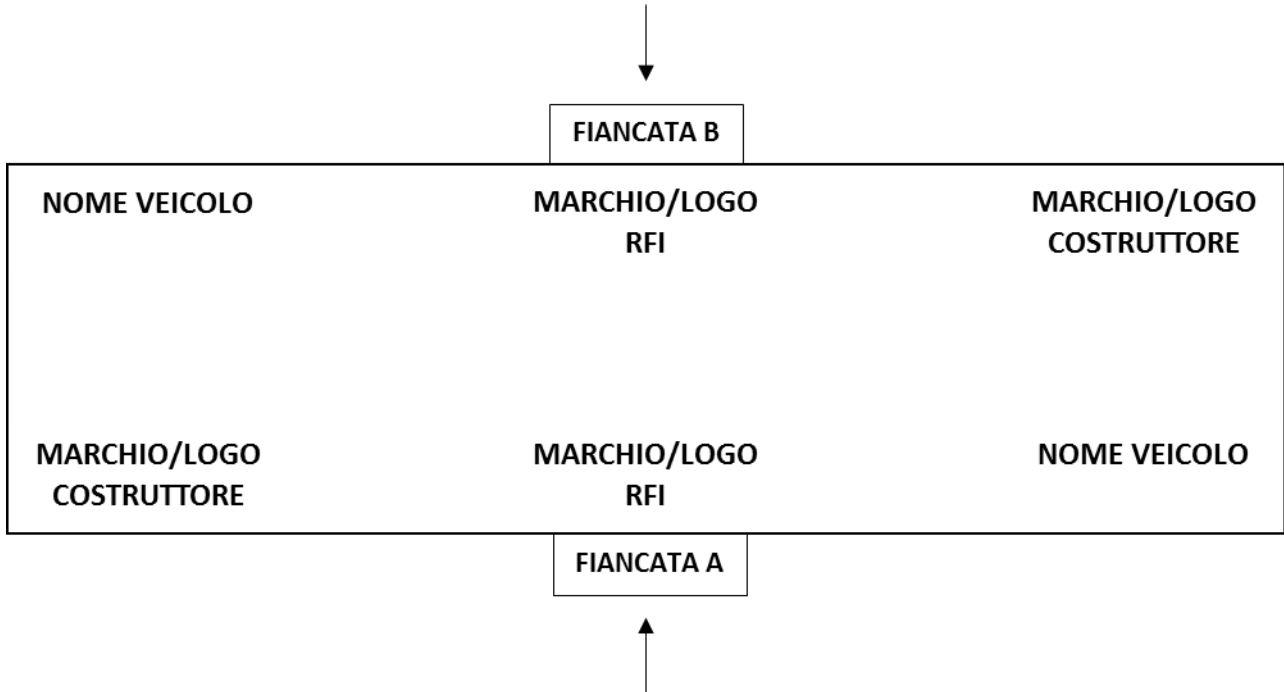 FIANCATA B
NOME VEICOLO
MARCHIO/LOGO
RFI
MARCHIO/LOGO
COSTRUTTORE
MARCHIO/LOGO
COSTRUTTORE
MARCHIO/LOGO
RFI
NOME VEICOLO
FIANCATA A